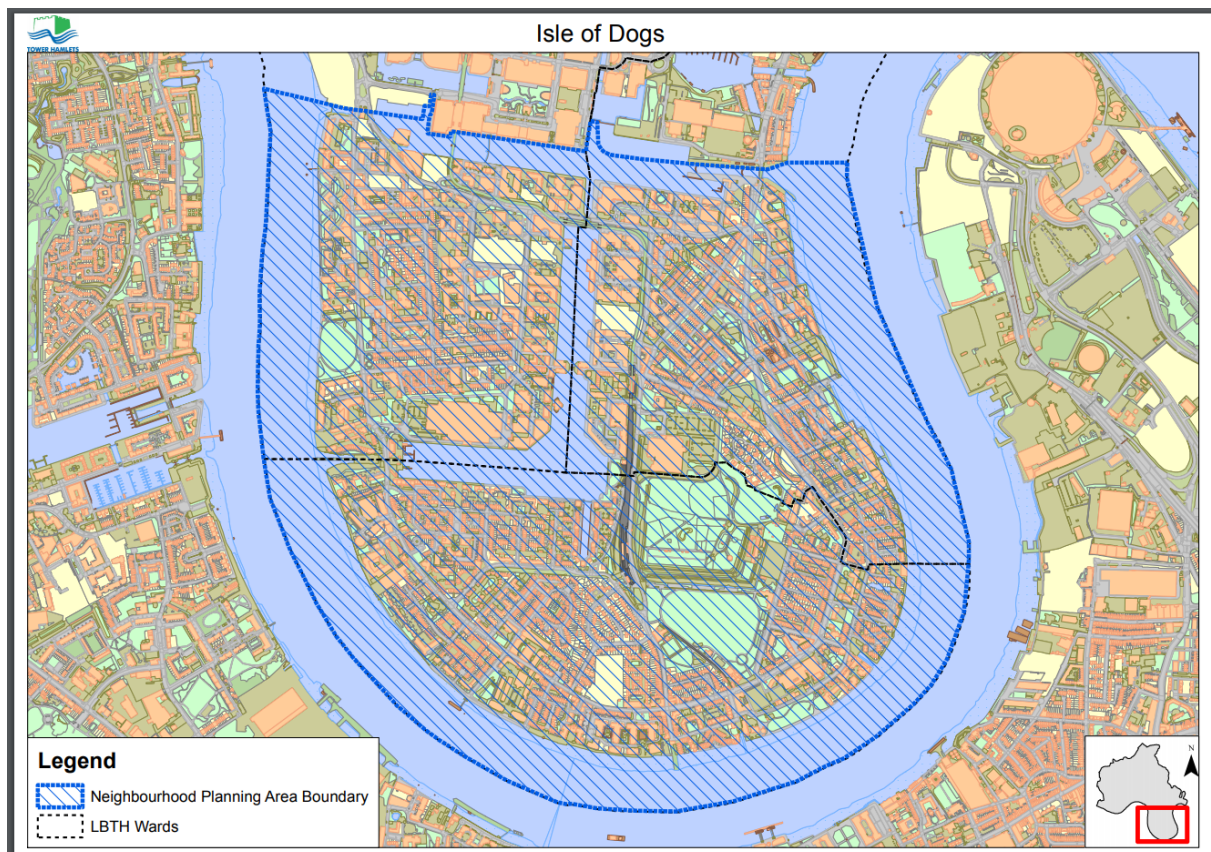 Isle of Dogs
TOWER HAMLETS
Legend
Neighbourhood Planning Area Boundary
LBTH Wards
N